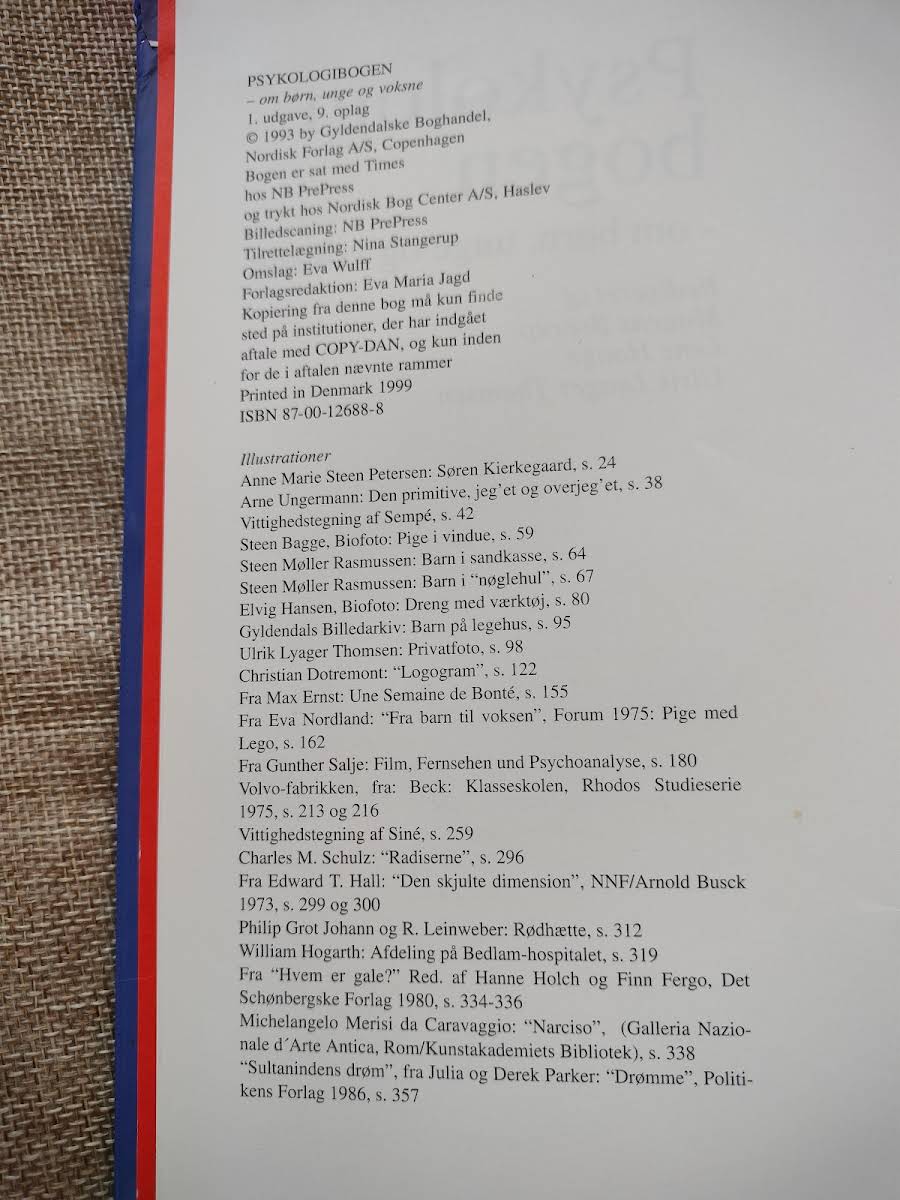 PSYKOLOGIBOGEN
– om børn, unge og voksne
1. udgave, 9. oplag
© 1993 by Gyldendalske Boghandel,
Nordisk Forlag A/S, Copenhagen
Bogen er sat med Times
hos NB PrePress
og trykt hos Nordisk Bog Center A/S, Haslev
Billedscaning: NB PrePress
Tilrettelægning: Nina Stangerup
Omslag: Eva Wulff
Forlagsredaktion: Eva Maria Jagd
Kopiering fra denne bog må kun finde
sted på institutioner, der har indgået
aftale med COPY-DAN, og kun inden
for de i aftalen nævnte rammer
Printed in Denmark 1999
ISBN 87-00-12688-8
Illustrationer
Anne Marie Steen Petersen: Søren Kierkegaard, s. 24
Arne Ungermann: Den primitive, jeg’et og overjeg’et, s. 38
Vittighedstegning af Sempé, s. 42
Steen Bagge, Biofoto: Pige i vindue, s. 59
Steen Møller Rasmussen: Barn i sandkasse, s. 64
Steen Møller Rasmussen: Barn i “nøglehul”, s. 67
Elvig Hansen, Biofoto: Dreng med værktøj, s. 80
Gyldendals Billedarkiv: Barn på legehus, s. 95
Ulrik Lyager Thomsen: Privatfoto, s. 98
Christian Dotremont: “Logogram”, s. 122
Fra Max Ernst: Une Semaine de Bonté, s. 155
Fra Eva Nordland: “Fra barn til voksen”, Forum 1975: Pige med
Lego, s. 162
Fra Gunther Salje: Film, Fernsehen und Psychoanalyse, s. 180
Volvo-fabrikken, fra: Beck: Klasseskolen, Rhodos Studieserie
1975, s. 213 og 216
Vittighedstegning af Siné, s. 259
Charles M. Schulz: “Radiserne”, s. 296
Fra Edward T. Hall: “Den skjulte dimension”, NNF/Arnold Busck
1973, s. 299 og 300
Philip Grot Johann og R. Leinweber: Rødhætte, s. 312
William Hogarth: Afdeling på Bedlam-hospitalet, s. 319
Fra “Hvem er gale?” Red. af Hanne Holch og Finn Fergo, Det
Schønbergske Forlag 1980, s. 334-336
Michelangelo Merisi da Caravaggio: “Narciso”, (Galleria Nazio-
nale d´Arte Antica, Rom/Kunstakademiets Bibliotek), s. 338
“Sultanindens drøm”, fra Julia og Derek Parker: “Drømme”, Politi-
kens Forlag 1986, s. 357